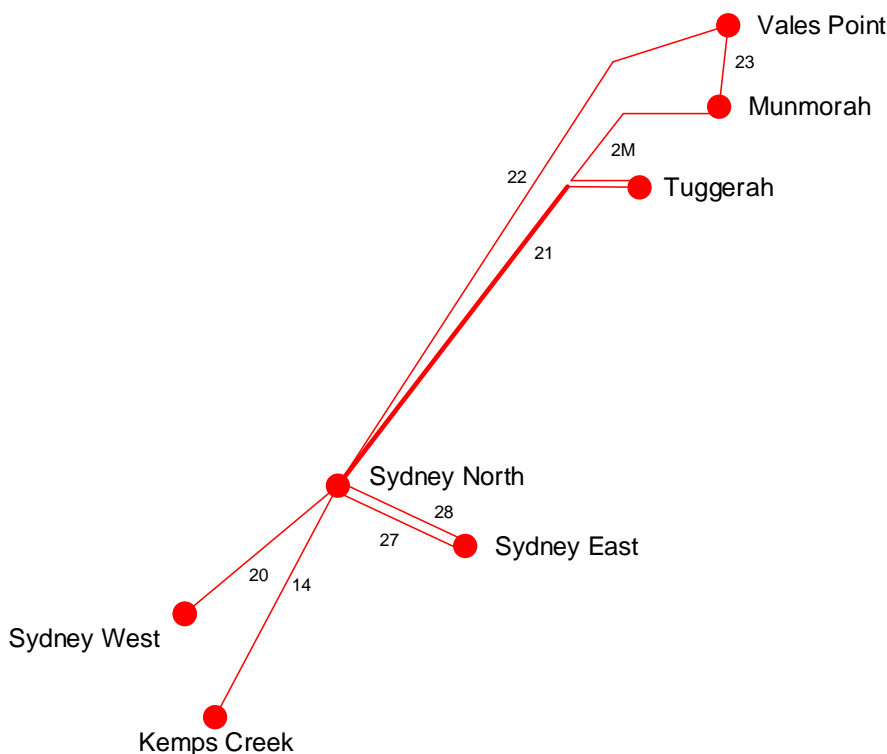 Vales Point
23
Munmorah
2M
22
Tuggerah
21
Sydney North
28
27
Sydney East
20
14
Sydney West
Kemps Creek